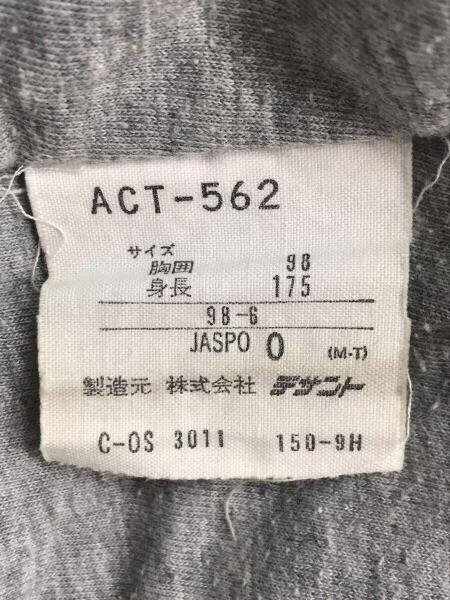 ACT-562
サイズ
胸囲 98
身長 175
98-6
JASPO O (M·T)
製造元 株式会社 デサント
C-OS 3011 150-9H